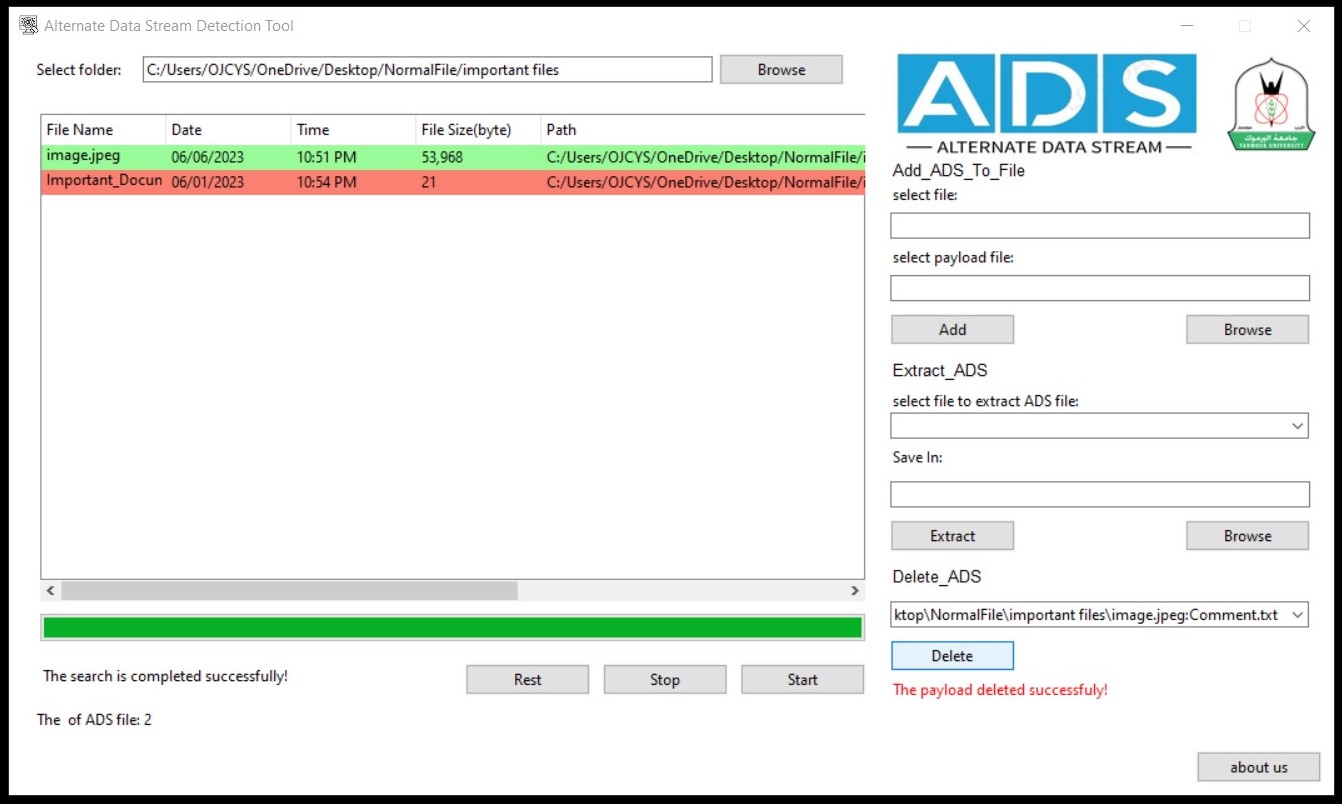 Alternate Data Stream Detection Tool
Select folder: C:/Users/OJCYS/OneDrive/Desktop/NormalFile/important files Browse
File Name Date Time File Size(byte) Path
image.jpeg 06/06/2023 10:51 PM 53,968 C:/Users/OJCYS/OneDrive/Desktop/NormalFile/i
Important_Docun 06/01/2023 10:54 PM 21 C:/Users/OJCYS/OneDrive/Desktop/NormalFile/i
The search is completed successfully! Rest Stop Start
The of ADS file: 2
ADS
ALTERNATE DATA STREAM
جامعة اليرموك
YARMOUK UNIVERSITY
Add_ADS_To_File
select file:
select payload file:
Add Browse
Extract_ADS
select file to extract ADS file:
Save In:
Extract Browse
Delete_ADS
ktop\NormalFile\important files\image.jpeg:Comment.txt
Delete
The payload deleted successfuly!
about us